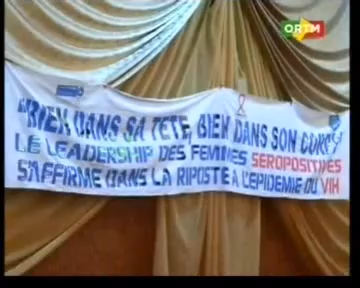 ORTM
BIEN DANS SA TETE, BIEN DANS SON CORPS
LE LEADERSHIP DES FEMMES SEROPOSITIVES
S'AFFIRME DANS LA RIPOSTE A L'EPIDEMIE DU VIH